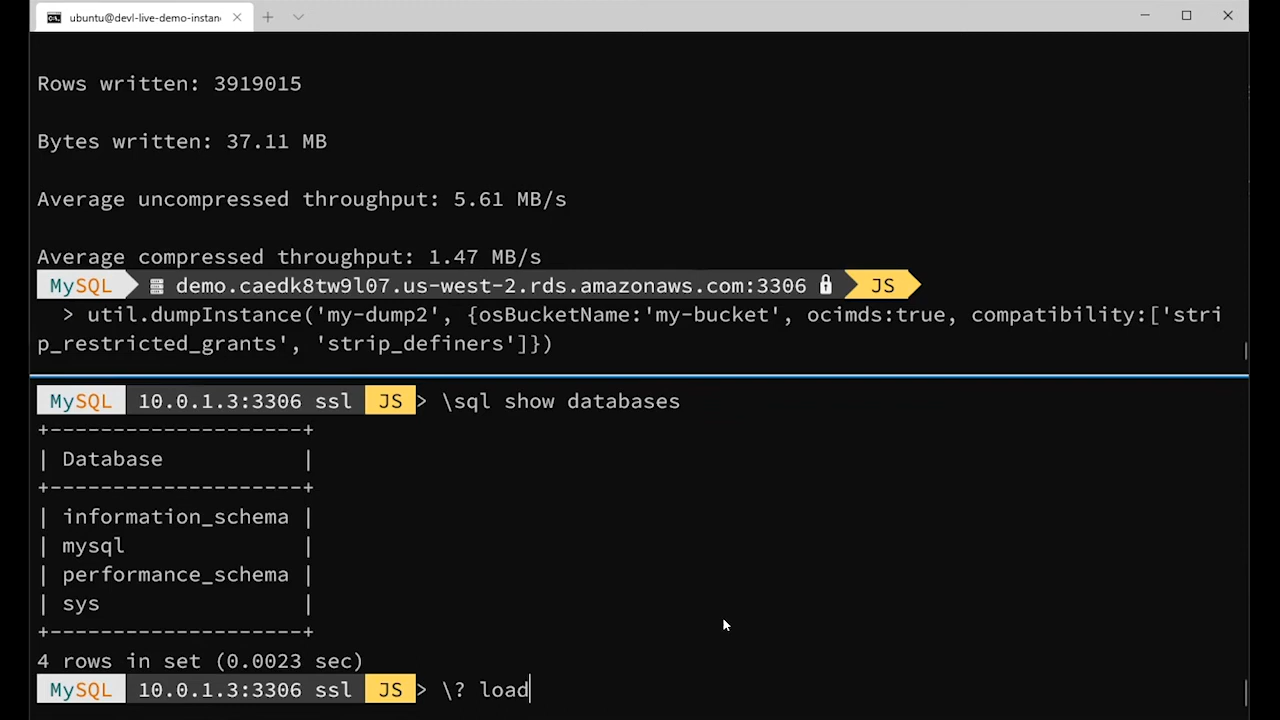 ubuntu@devl-live-demo-instan
Rows written: 3919015
Bytes written: 37.11 MB
Average uncompressed throughput: 5.61 MB/s
Average compressed throughput: 1.47 MB/s
MySQL demo.caedk8tw9l07.us-west-2.rds.amazonaws.com:3306 JS
> util.dumpInstance('my-dump2', {osBucketName:'my-bucket', ocimds:true, compatibility:['stri
p_restricted_grants', 'strip_definers']})
MySQL 10.0.1.3:3306 ssl JS> \sql show databases
+--------------------+
| Database           |
+--------------------+
| information_schema |
| mysql              |
| performance_schema |
| sys                |
+--------------------+
4 rows in set (0.0023 sec)
MySQL 10.0.1.3:3306 ssl JS> \? load